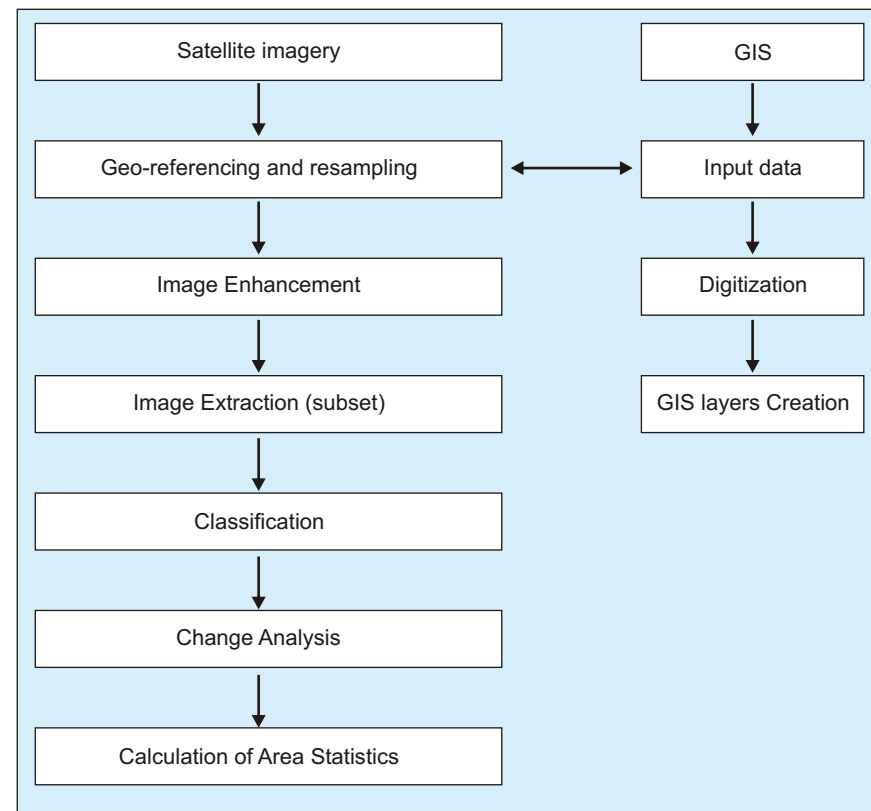 Satellite imagery
GIS
Geo-referencing and resampling
Input data
Image Enhancement
Digitization
Image Extraction (subset)
GIS layers Creation
Classification
Change Analysis
Calculation of Area Statistics